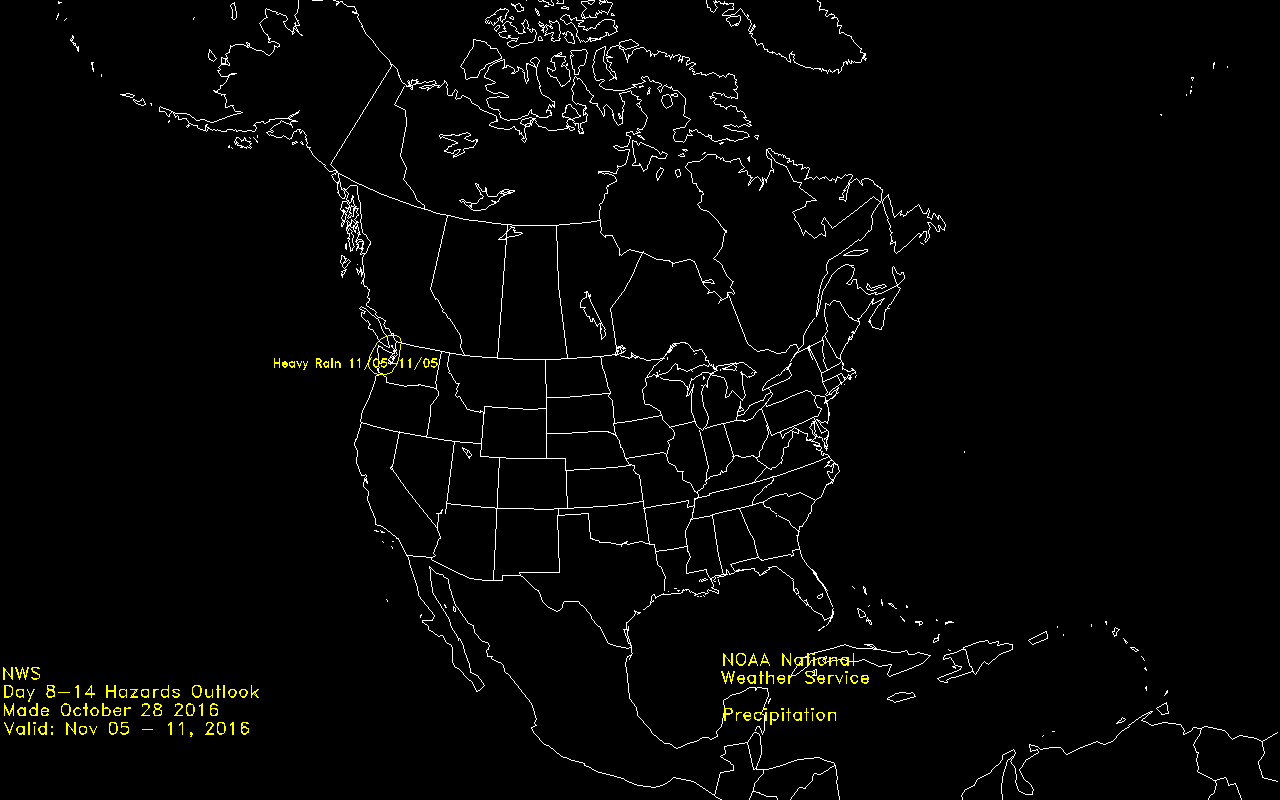 Heavy Rain 11/05-11/05
NWS
Day 8-14 Hazards Outlook
Made October 28 2016
Valid: Nov 05 - 11, 2016
NOAA National
Weather Service
Precipitation